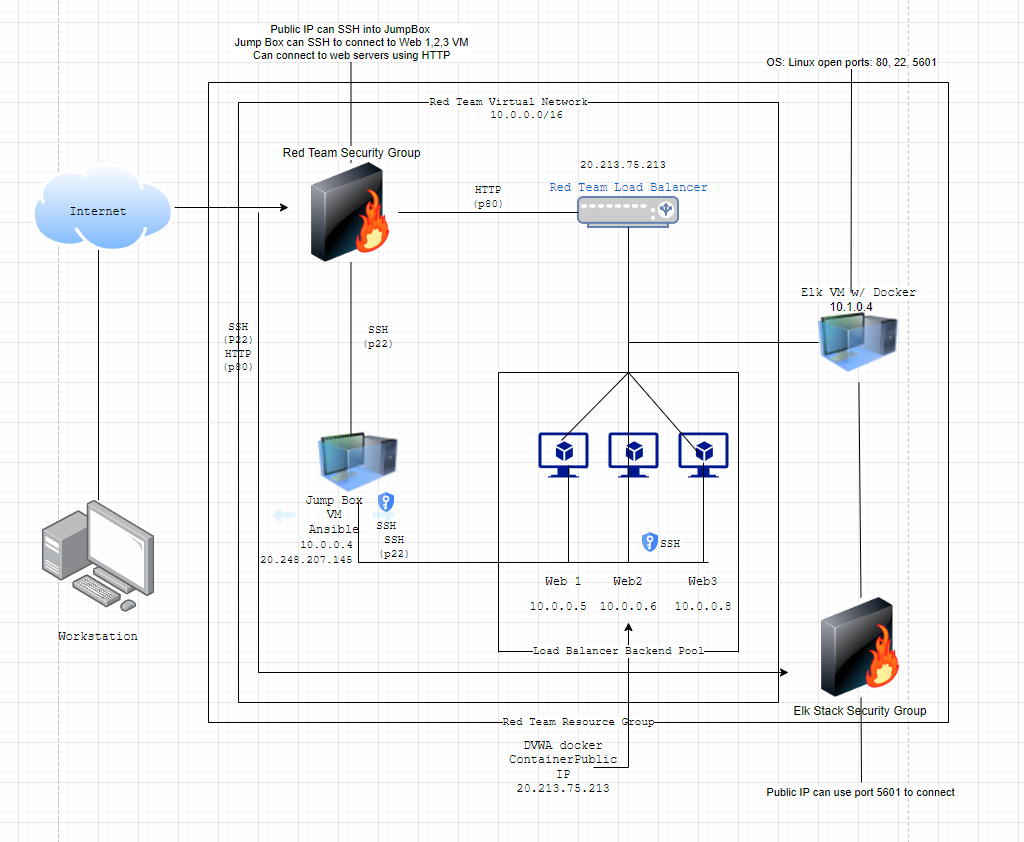 Public IP can SSH into JumpBox
Jump Box can SSH to connect to Web 1,2,3 VM
Can connect to web servers using HTTP
OS: Linux open ports: 80, 22, 5601
Red Team Virtual Network
10.0.0.0/16
Red Team Security Group
20.213.75.213
Red Team Load Balancer
HTTP
(p80)
Internet
Elk VM w/ Docker
10.1.0.4
SSH
(P22)
HTTP
(p80)
SSH
(p22)
Jump Box
VM
Ansible
10.0.0.4
20.248.207.145
SSH
SSH
(p22)
SSH
Web 1
Web2
Web3
10.0.0.5
10.0.0.6
10.0.0.8
Workstation
Load Balancer Backend Pool
Elk Stack Security Group
Red Team Resource Group
DVWA docker
ContainerPublic
IP
20.213.75.213
Public IP can use port 5601 to connect